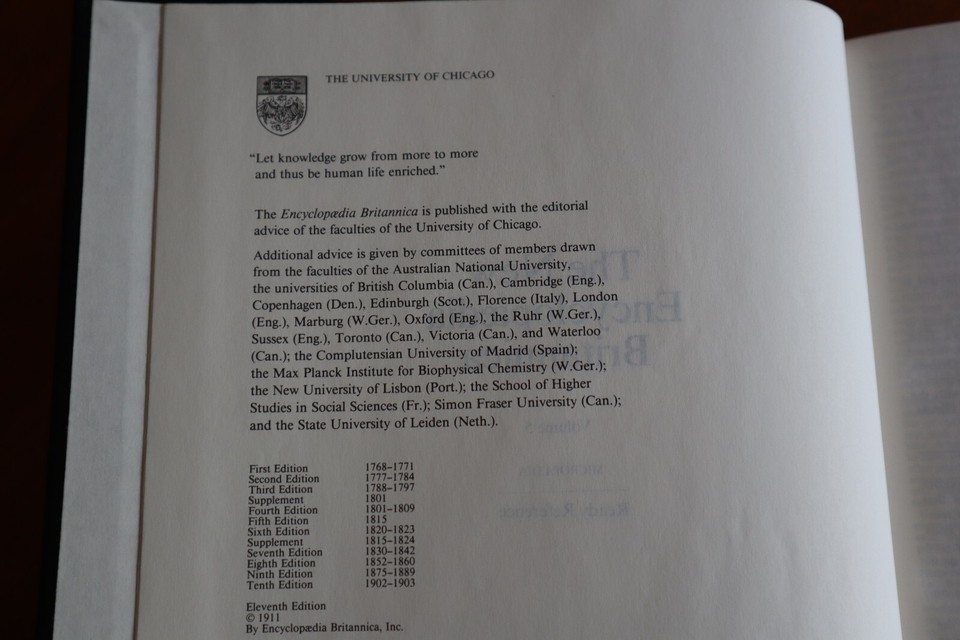 THE UNIVERSITY OF CHICAGO
“Let knowledge grow from more to more
and thus be human life enriched.”
The Encyclopædia Britannica is published with the editorial
advice of the faculties of the University of Chicago.
Additional advice is given by committees of members drawn
from the faculties of the Australian National University,
the universities of British Columbia (Can.), Cambridge (Eng.),
Copenhagen (Den.), Edinburgh (Scot.), Florence (Italy), London
(Eng.), Marburg (W.Ger.), Oxford (Eng.), the Ruhr (W.Ger.),
Sussex (Eng.), Toronto (Can.), Victoria (Can.), and Waterloo
(Can.); the Complutensian University of Madrid (Spain);
the Max Planck Institute for Biophysical Chemistry (W.Ger.);
the New University of Lisbon (Port.); the School of Higher
Studies in Social Sciences (Fr.); Simon Fraser University (Can.);
and the State University of Leiden (Neth.).
First Edition 1768–1771
Second Edition 1777–1784
Third Edition 1788–1797
Supplement 1801
Fourth Edition 1801–1809
Fifth Edition 1815
Sixth Edition 1820–1823
Supplement 1815–1824
Seventh Edition 1830–1842
Eighth Edition 1852–1860
Ninth Edition 1875–1889
Tenth Edition 1902–1903
Eleventh Edition
© 1911
By Encyclopædia Britannica, Inc.